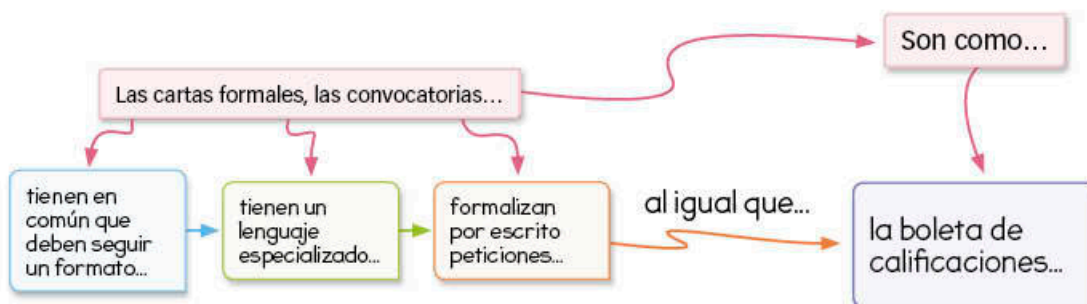 Son como...
Las cartas formales, las convocatorias...
tienen en
común que
deben seguir
un formato...
tienen un
lenguaje
especializado...
formalizan
por escrito
peticiones...
al igual que...
la boleta de
calificaciones...